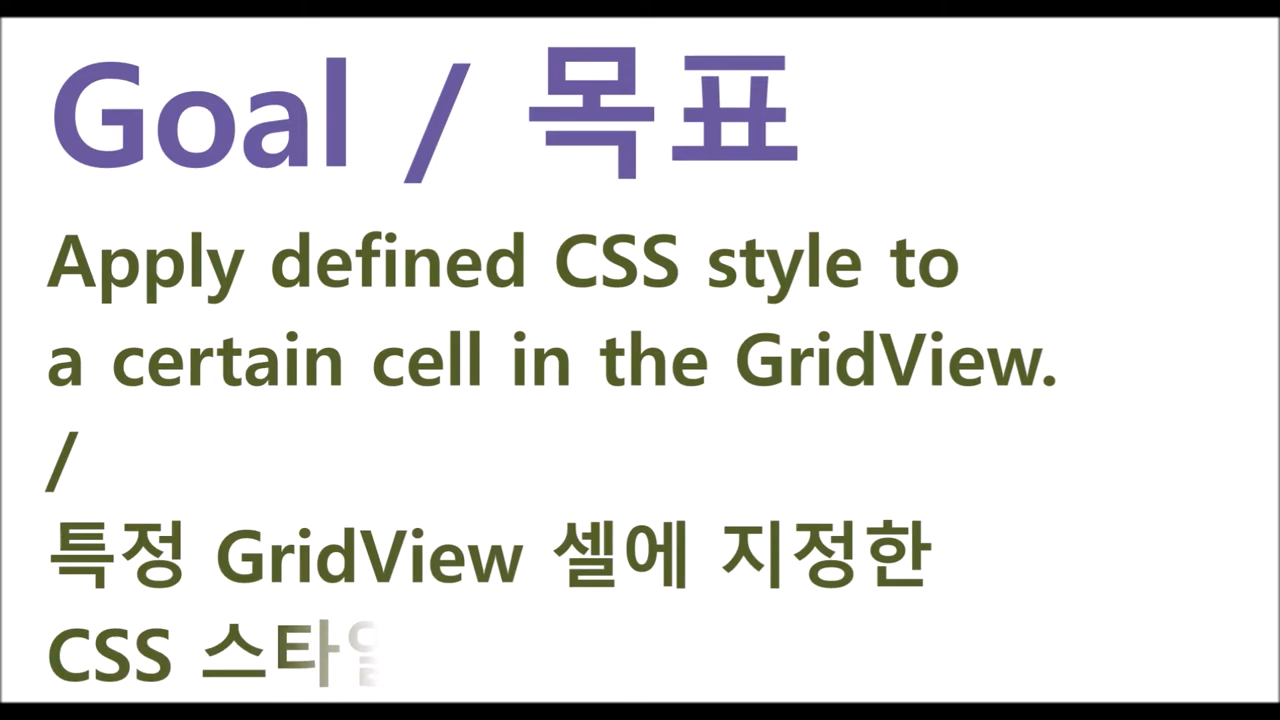 Goal / 목표
Apply defined CSS style to
a certain cell in the GridView.
/
특정 GridView 셀에 지정한
CSS 스타일